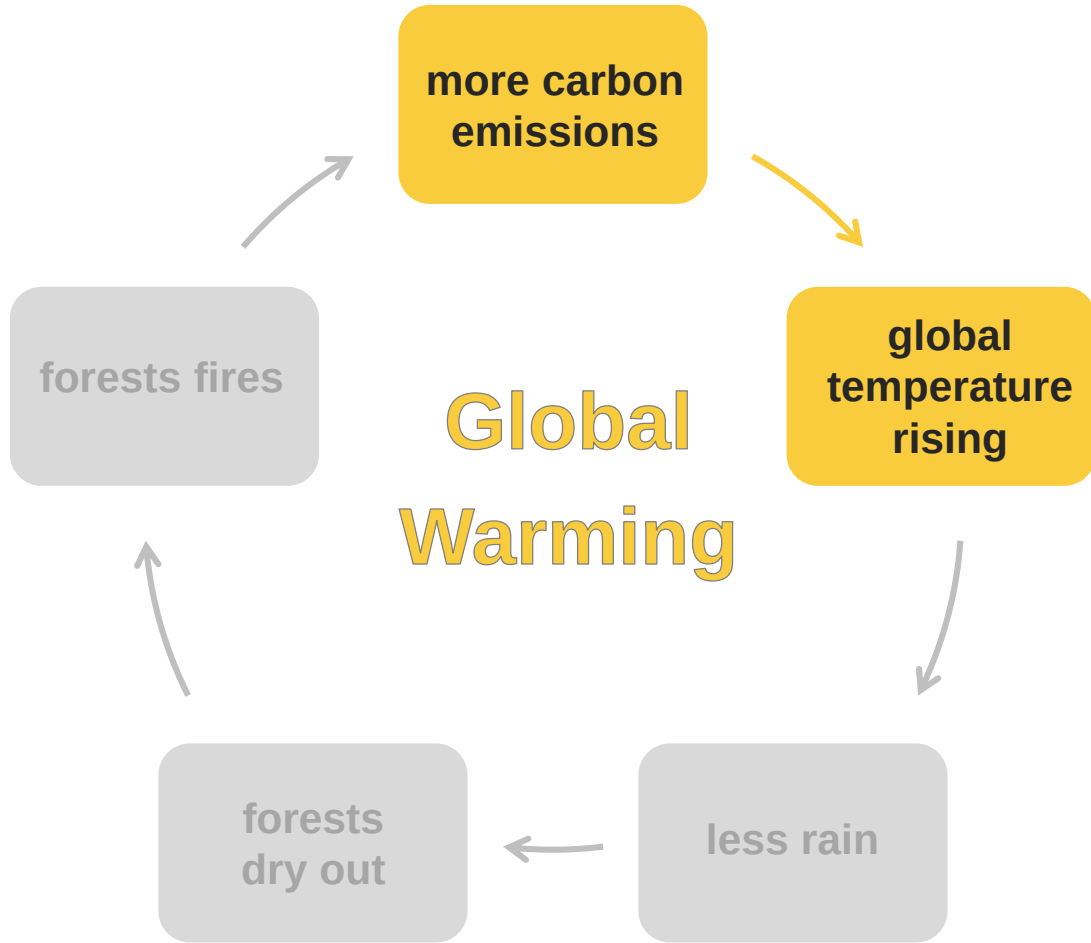 more carbon
emissions
global
temperature
rising
less rain
forests
dry out
forests fires
Global
Warming